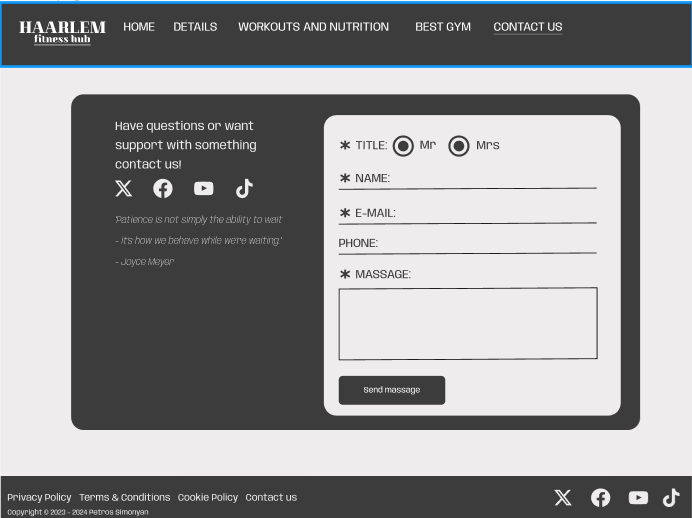 HAARLEM
fitness hub
HOME DETAILS WORKOUTS AND NUTRITION BEST GYM CONTACT US
Have questions or want
support with something
contact us!
'Patience is not simply the ability to wait
- it's how we behave while we're waiting.'
- Joyce Meyer
* TITLE: Mr Mrs
* NAME:
* E-MAIL:
PHONE:
* MASSAGE:
Send massage
Privacy Policy Terms & Conditions Cookie Policy Contact us
Copyright © 2023 - 2024 Petros Simonyan